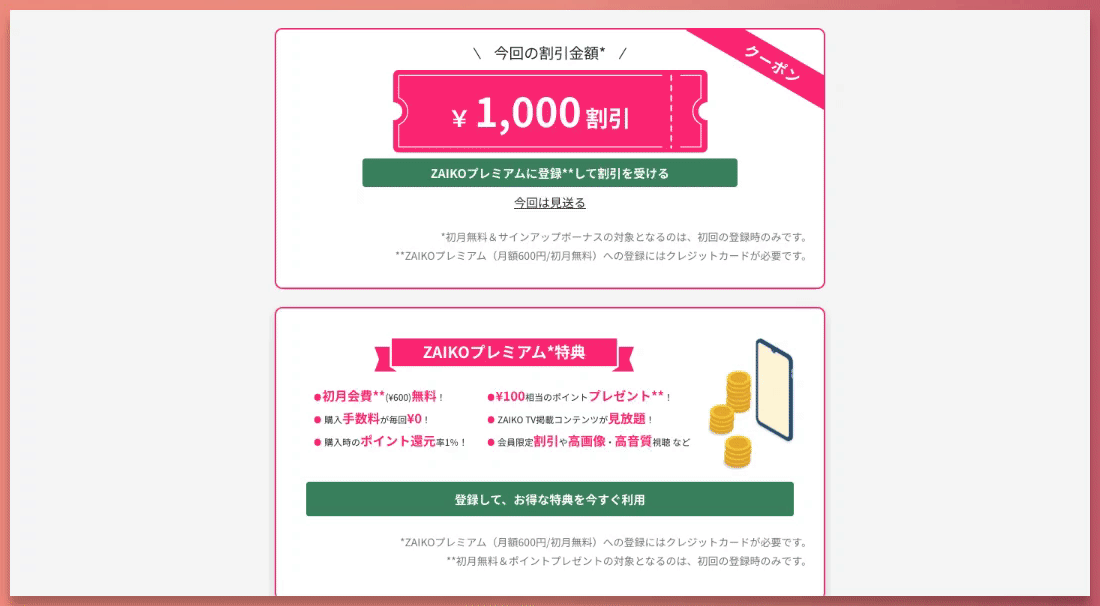 クーポン
\ 今回の割引金額* /
¥ 1,000 割引
ZAIKOプレミアムに登録**して割引を受ける
今回は見送る
*初月無料＆サインアップボーナスの対象となるのは、初回の登録時のみです。
**ZAIKOプレミアム（月額600円/初月無料）への登録にはクレジットカードが必要です。
ZAIKOプレミアム*特典
●初月会費**(¥600)無料！
●購入手数料が毎回¥0！
●購入時のポイント還元率1%！
●¥100相当のポイントプレゼント**！
●ZAIKO TV掲載コンテンツが見放題！
●会員限定割引や高画像・高音質視聴 など
登録して、お得な特典を今すぐ利用
*ZAIKOプレミアム（月額600円/初月無料）への登録にはクレジットカードが必要です。
**初月無料＆ポイントプレゼントの対象となるのは、初回の登録時のみです。